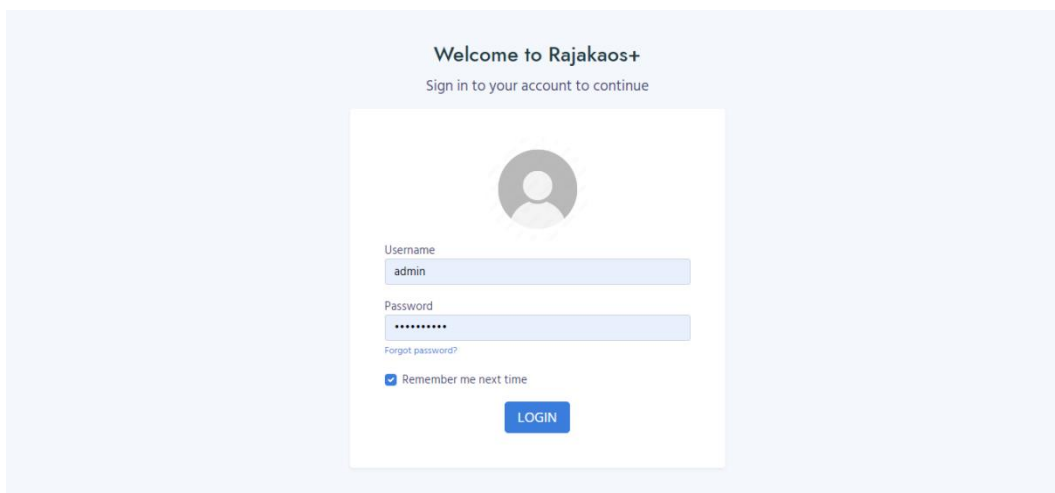 Welcome to Rajakaos+
Sign in to your account to continue
Username
admin
Password
••••••••••
Forgot password?
Remember me next time
LOGIN